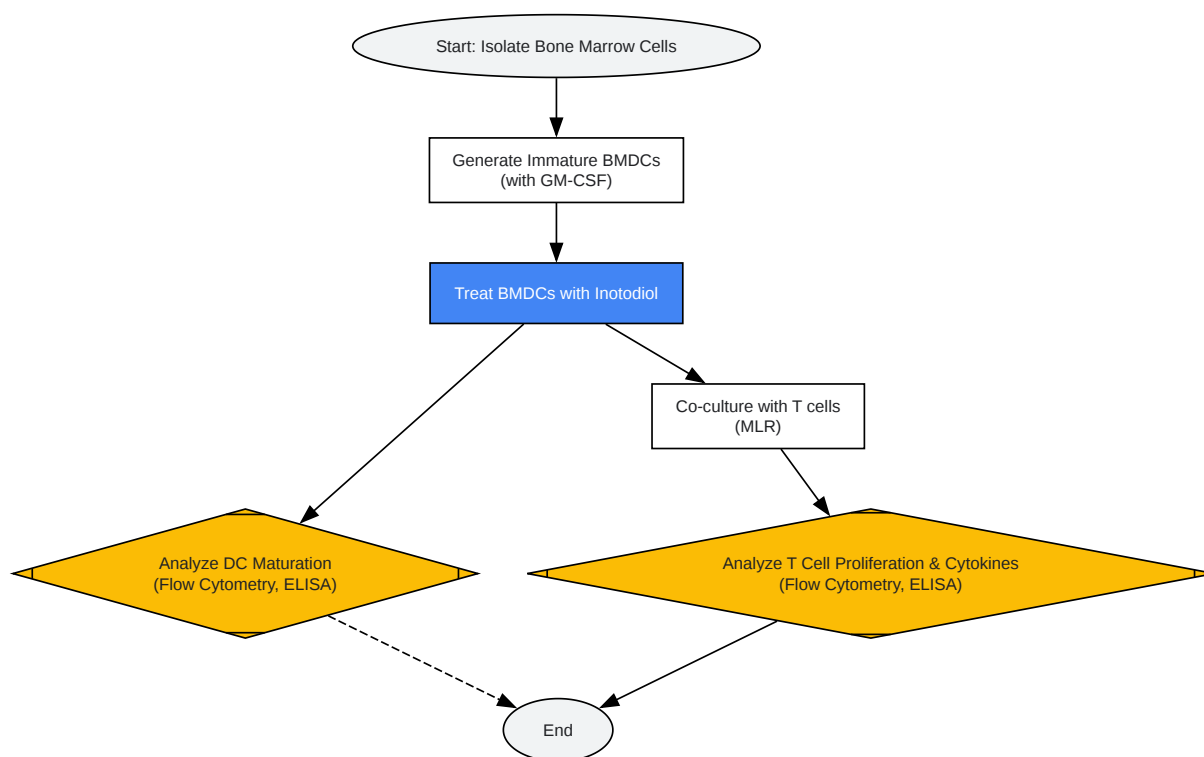 Start: Isolate Bone Marrow Cells
Generate Immature BMDCs
(with GM-CSF)
Treat BMDCs with Inotodiol
Co-culture with T cells
(MLR)
Analyze DC Maturation
(Flow Cytometry, ELISA)
Analyze T Cell Proliferation & Cytokines
(Flow Cytometry, ELISA)
End